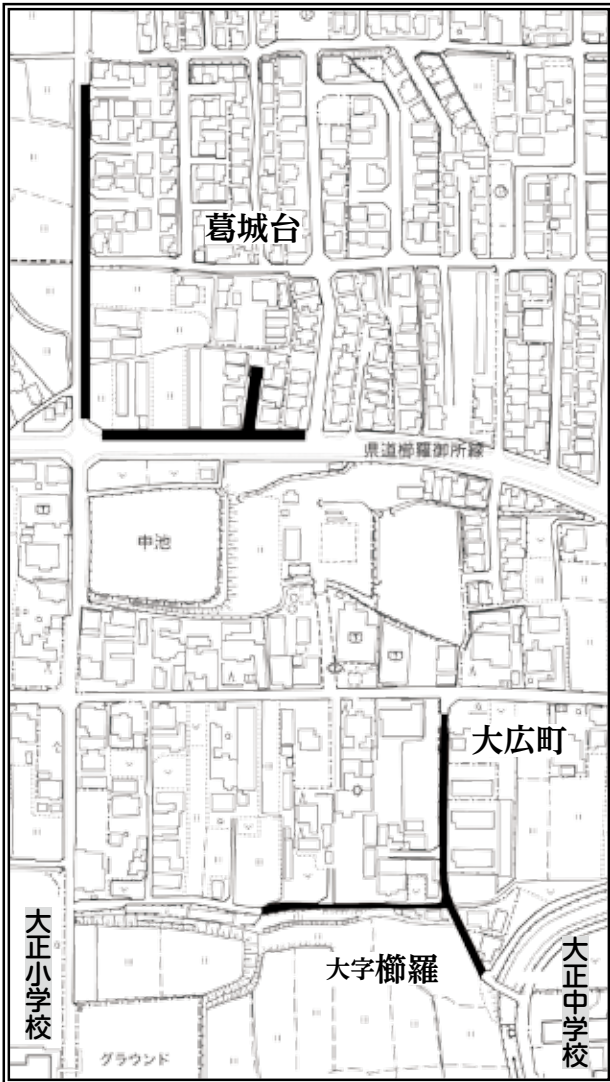 葛城台
県道櫛羅御所線
申池
大広町
大字櫛羅
大正小学校
大正中学校
グラウンド